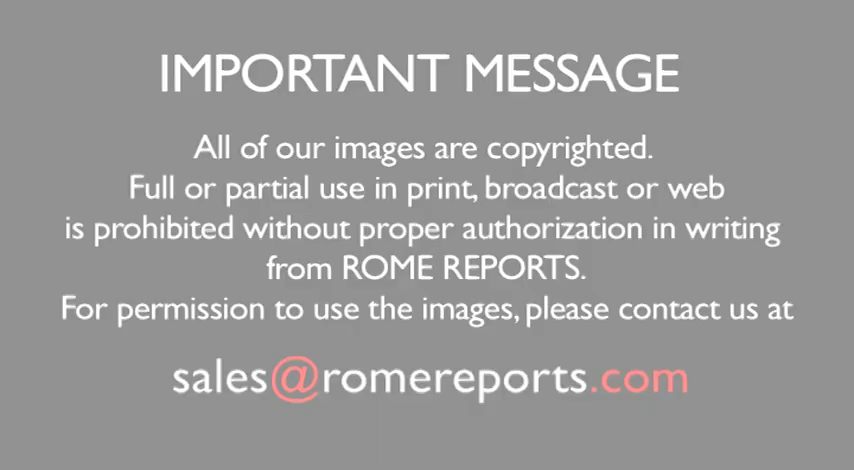 IMPORTANT MESSAGE
All of our images are copyrighted.
Full or partial use in print, broadcast or web
is prohibited without proper authorization in writing
from ROME REPORTS.
For permission to use the images, please contact us at
sales@romereports.com